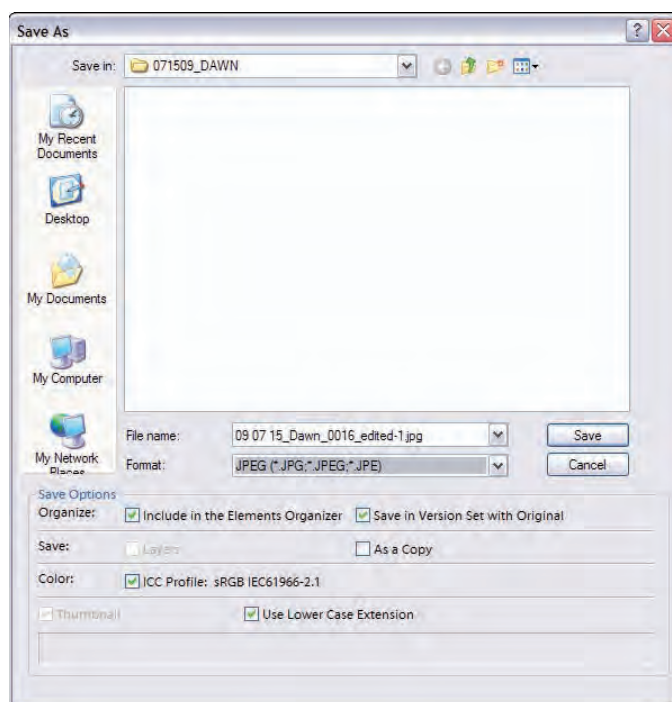 Save As
Save in: 071509_DAWN
My Recent
Documents
Desktop
My Documents
My Computer
My Network
Places
File name: 09 07 15_Dawn_0016_edited-1.jpg Save
Format: JPEG (*.JPG;*.JPEG;*.JPE) Cancel
Save Options
Organize: Include in the Elements Organizer Save in Version Set with Original
Save: Layers As a Copy
Color: ICC Profile: sRGB IEC61966-2.1
Thumbnail Use Lower Case Extension